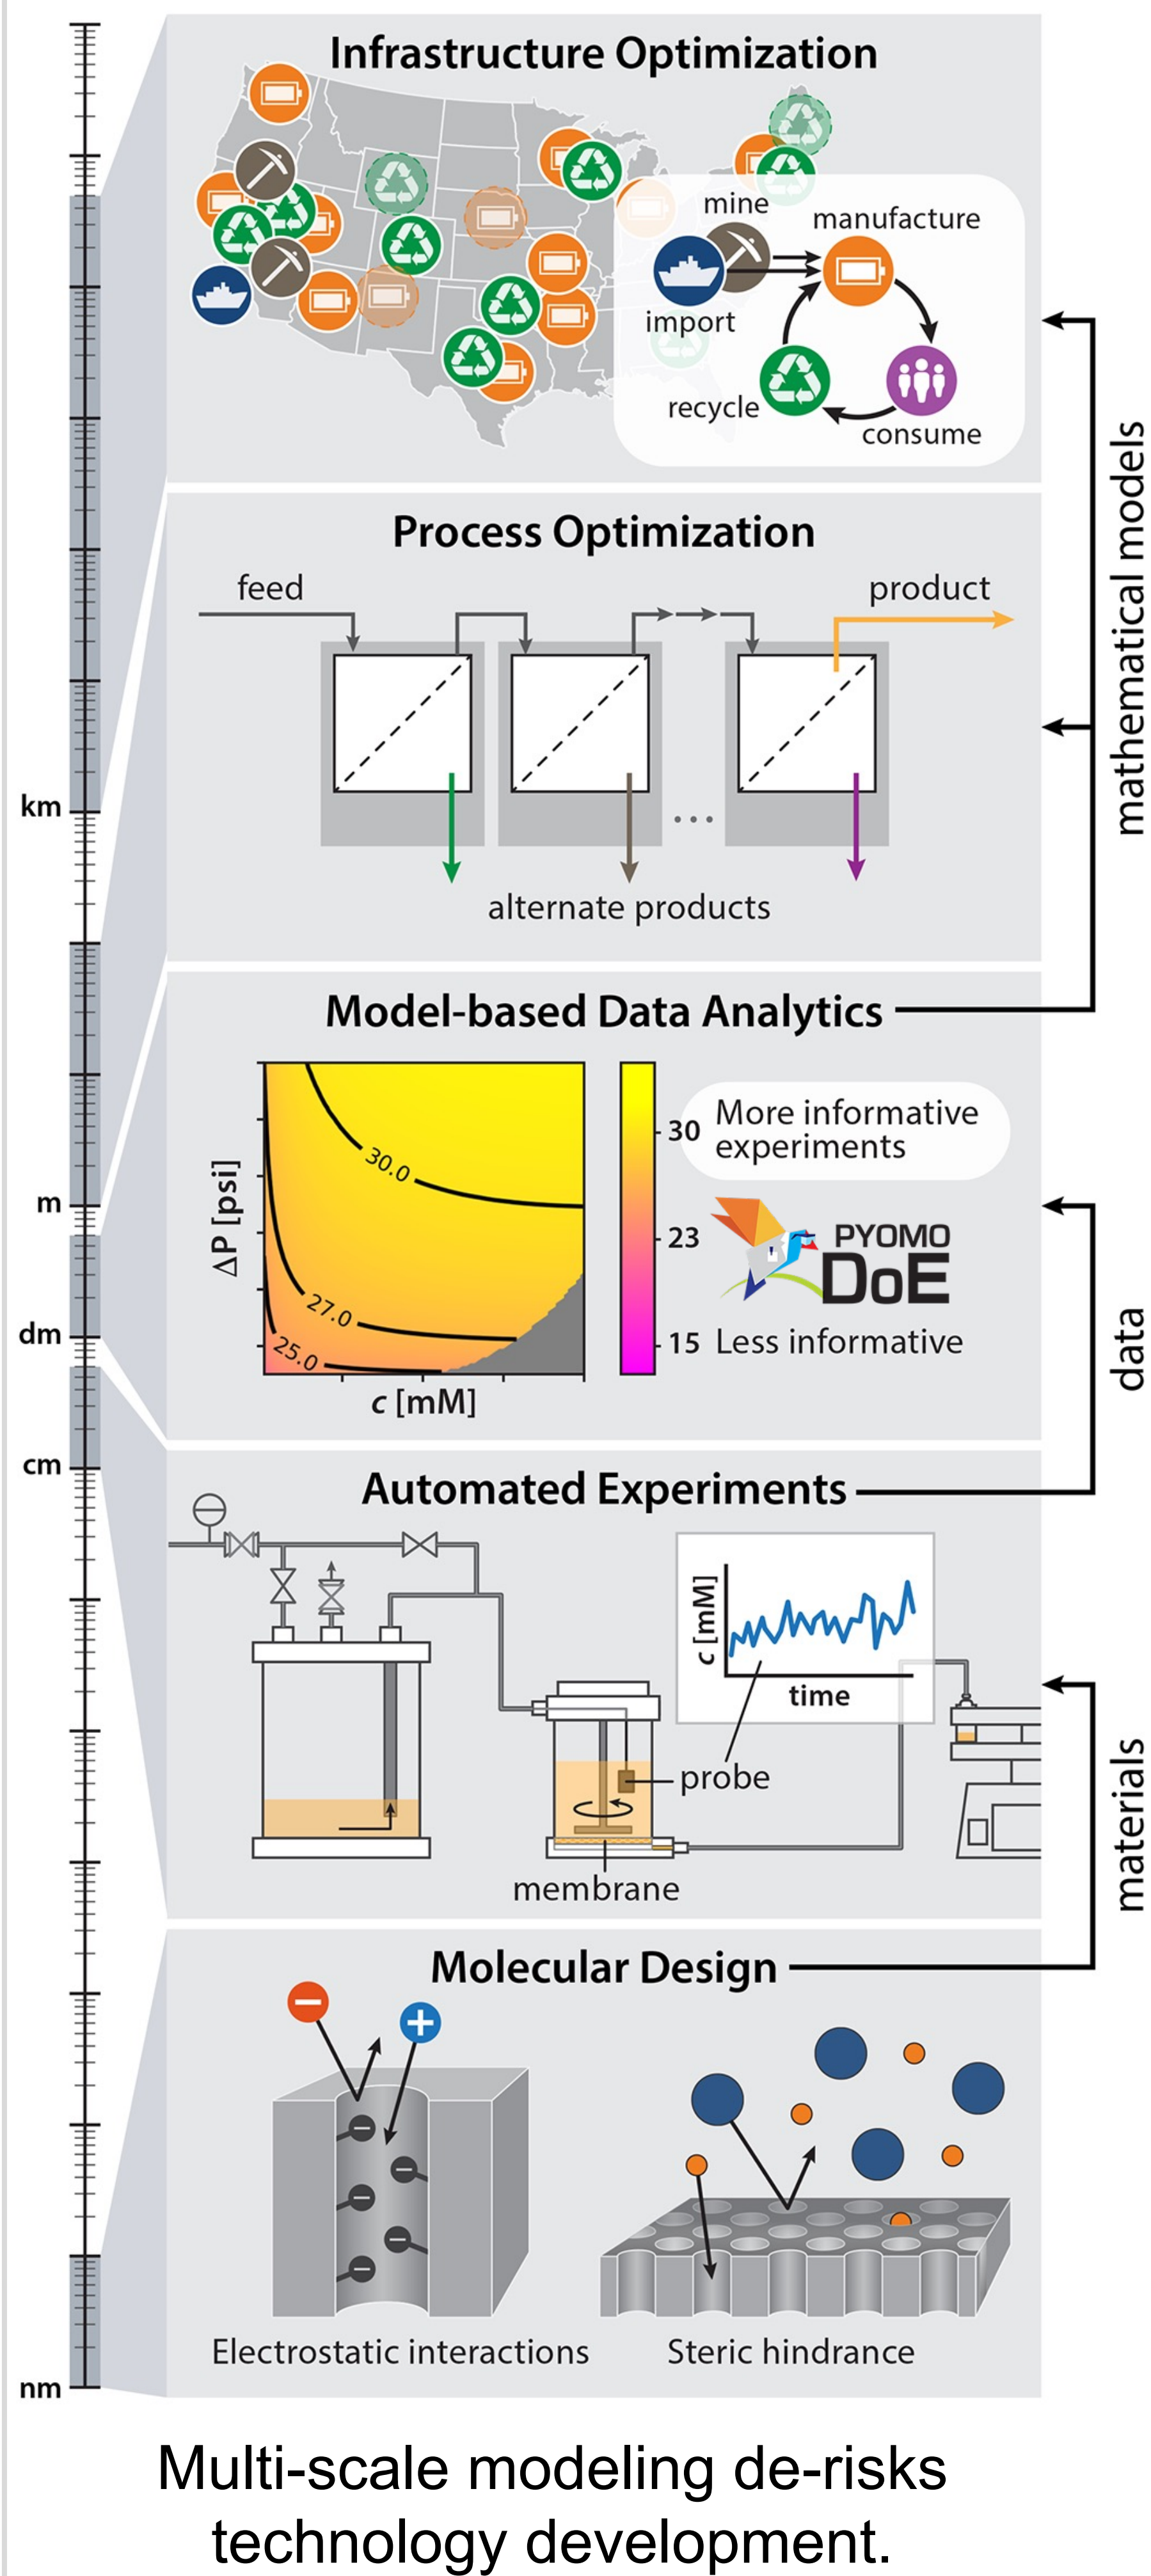 Infrastructure Optimization
mine
manufacture
import
recycle
consume
Process Optimization
feed
product
km
alternate products
mathematical models
Model-based Data Analytics
ΔP [psi]
30.0
27.0
25.0
c [mM]
30
23
15
More informative
experiments
PYOMO
DoE
Less informative
m
dm
data
cm
Automated Experiments
c [mM]
time
probe
membrane
materials
Molecular Design
Electrostatic interactions
Steric hindrance
nm
Multi-scale modeling de-risks
technology development.